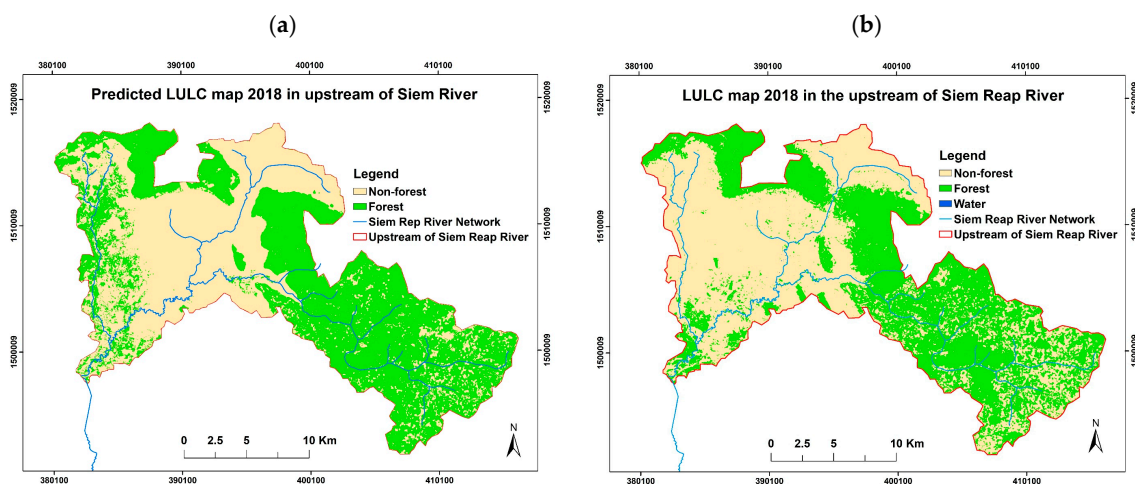 (a)
380100 390100 400100 410100
1520009
1510009
1500009
Predicted LULC map 2018 in upstream of Siem River
Legend
Non-forest
Forest
Siem Rep River Network
Upstream of Siem Reap River
0 2.5 5 10 Km
N
1520009
1510009
1500009
380100 390100 400100 410100
(b)
380100 390100 400100 410100
1520009
1510009
1500009
LULC map 2018 in the upstream of Siem Reap River
Legend
Non-forest
Forest
Water
Siem Reap River Network
Upstream of Siem Reap River
0 2.5 5 10 Km
N
1520009
1510009
1500009
380100 390100 400100 410100